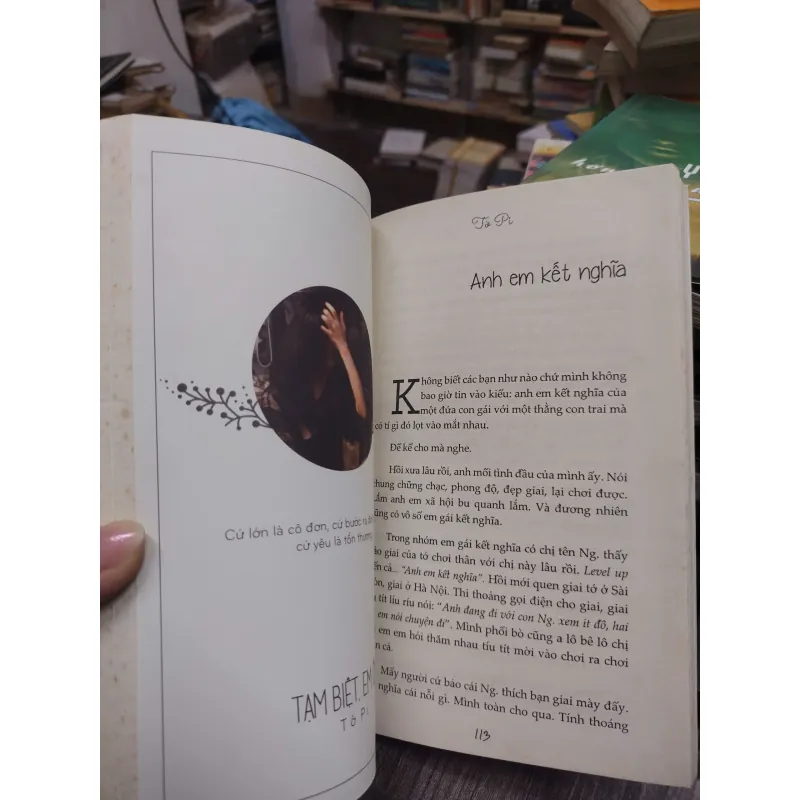 Cứ lớn là cô đơn, cứ bước ra
cứ yêu là tổn thương
TẠM BIỆT, EM
Tờ Pi
Tờ Pi
Anh em kết nghĩa
Không biết các bạn như nào chứ mình không
bao giờ tin vào kiểu: anh em kết nghĩa của
một đứa con gái với một thằng con trai mà
có tí gì đó lọt vào mắt nhau.
Để kể cho mà nghe.
Hồi xưa lâu rồi, anh mối tình đầu của mình ấy. Nói
chung chững chạc, phong độ, đẹp giai, lại chơi được.
Lắm anh em xã hội bu quanh lắm. Và đương nhiên
cũng có vô số em gái kết nghĩa.
Trong nhóm em gái kết nghĩa có chị tên Ng. thấy
bảo giai của tớ chơi thân với chị này lâu rồi. Level up
cả... "Anh em kết nghĩa". Hồi mới quen giai tớ ở Sài
giai ở Hà Nội. Thi thoảng gọi điện cho giai, giai
tít líu ríu nói: "Anh đang đi với con Ng. xem ít đồ, hai
em nói chuyện đi". Mình phổi bò cũng a lô bê lô chị
em em hỏi thăm nhau tíu tít mời vào chơi ra chơi
cả.
Mấy người cứ bảo cái Ng. thích bạn giai mày đấy.
nghĩa cái nỗi gì. Mình toàn cho qua. Tính thoáng
113